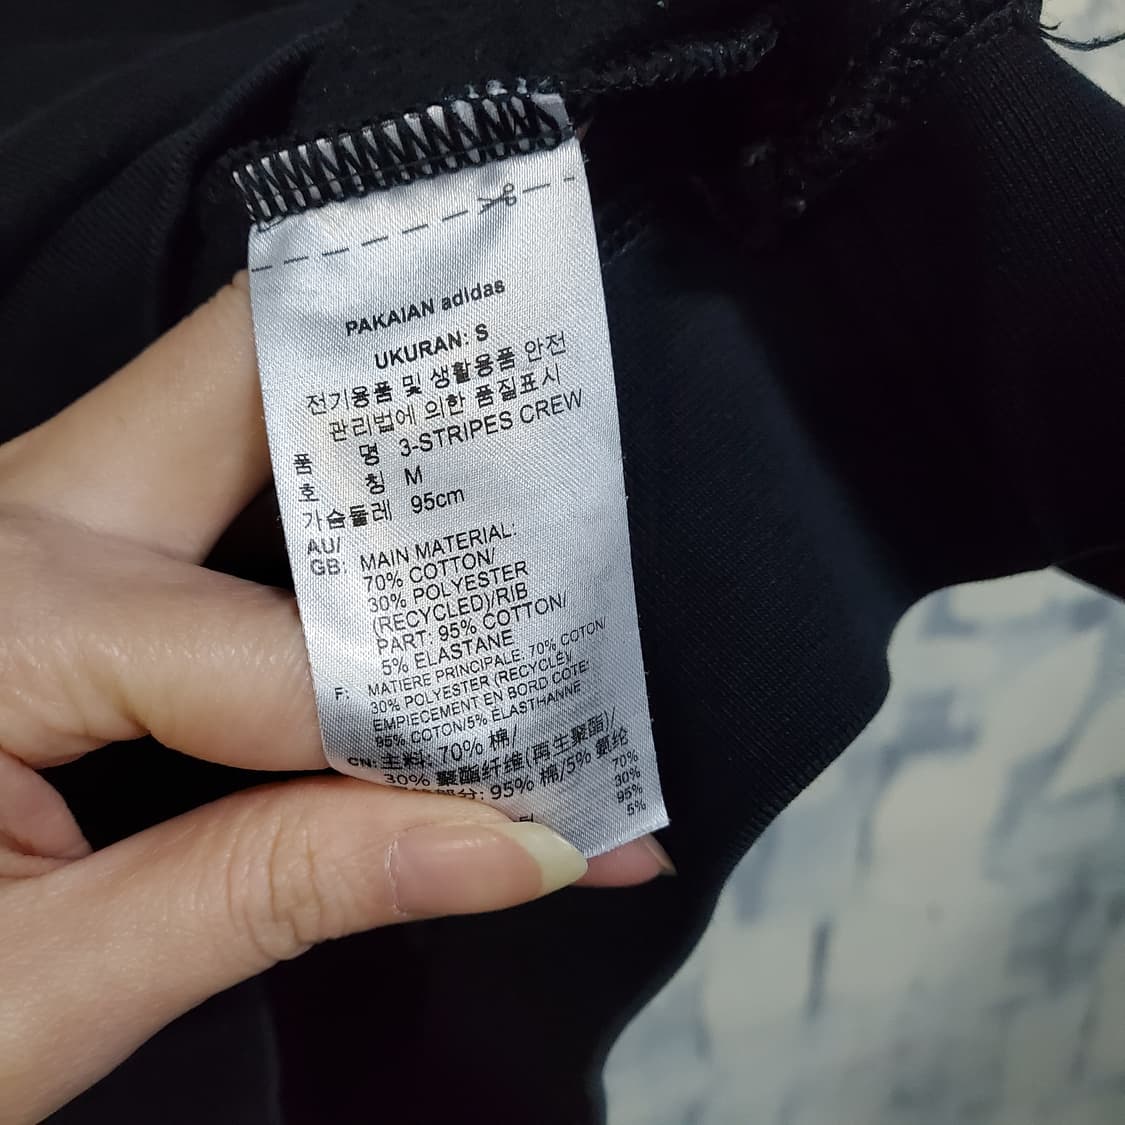 PAKAIAN adidas
UKURAN: S
전기용품 및 생활용품 안전
관리법에 의한 품질표시
품 명 3-STRIPES CREW
호 칭 M
가슴둘레 95cm
AU/
GB: MAIN MATERIAL:
70% COTTON/
30% POLYESTER
(RECYCLED)/RIB
PART: 95% COTTON/
5% ELASTANE
F: MATIERE PRINCIPALE: 70% COTON/
30% POLYESTER (RECYCLE)/
EMPIECEMENT EN BORD COTE:
95% COTON/5% ELASTHANNE
CN: 主料: 70% 棉/
30% 聚酯纤维(再生聚酯)/
部分: 95% 棉/5% 氨纶
70%
30%
95%
5%